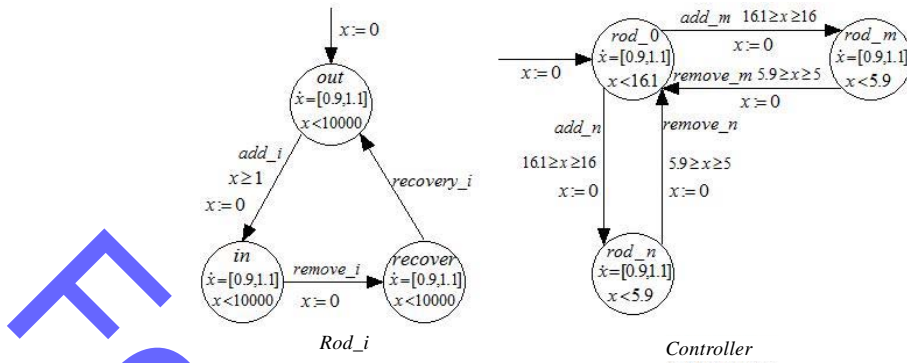 x:=0
out
ẋ=[0.9,1.1]
x<10000
add_i
x≥1
x:=0
recovery_i
in
ẋ=[0.9,1.1]
x<10000
remove_i
x:=0
recover
ẋ=[0.9,1.1]
x<10000
Rod_i
x:=0
rod_0
ẋ=[0.9,1.1]
x<16.1
add_m 16.1≥x≥16
x:=0
rod_m
ẋ=[0.9,1.1]
x<5.9
remove_m 5.9≥x≥5
x:=0
add_n
16.1≥x≥16
x:=0
remove_n
5.9≥x≥5
x:=0
rod_n
ẋ=[0.9,1.1]
x<5.9
Controller